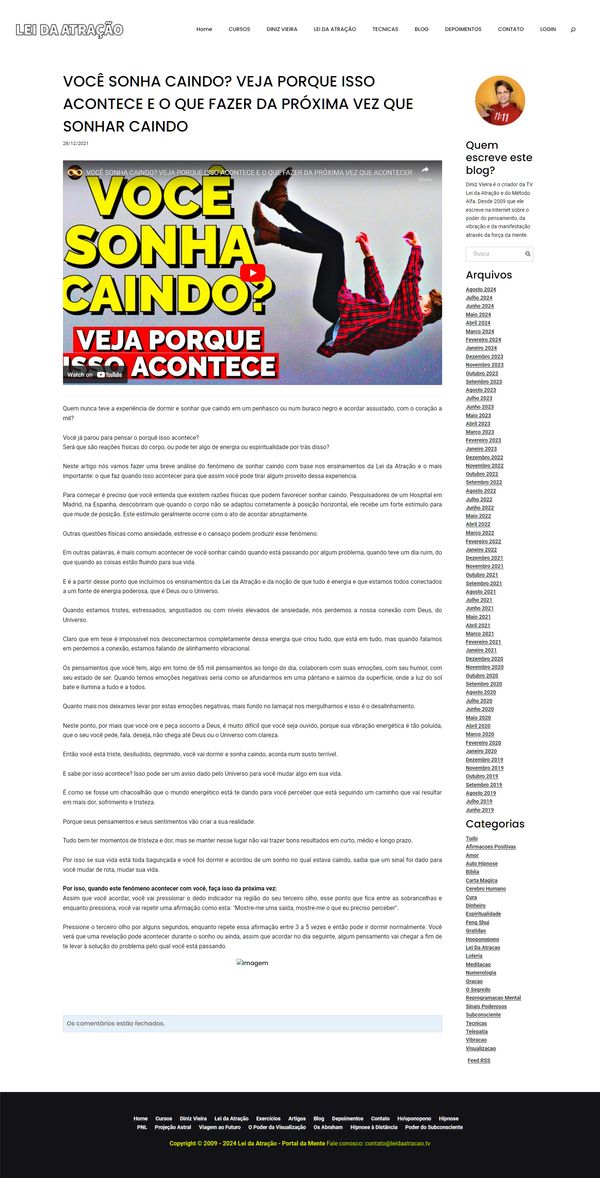 LEI DA ATRAÇÃO
Home CURSOS DINIZ VIEIRA LEI DA ATRAÇÃO TECNICAS BLOG DEPOIMENTOS CONTATO LOGIN
VOCÊ SONHA CAINDO? VEJA PORQUE ISSO
ACONTECE E O QUE FAZER DA PRÓXIMA VEZ QUE
SONHAR CAINDO
28/12/2021
VOCÊ SONHA CAINDO? VEJA PORQUE ISSO ACONTECE E O QUE FAZER DA PRÓXIMA VEZ QUE ACONTECER
Share
VOCÊ
SONHA
CAINDO?
VEJA PORQUE
ISSO ACONTECE
Watch on YouTube
Quem nunca teve a experiência de dormir e sonhar que caindo em um penhasco ou num buraco negro e acordar assustado, com o coração a
mil?
Você já parou para pensar o porquê isso acontece?
Será que são reações físicas do corpo, ou pode ter algo de energia ou espiritualidade por trás disso?
Neste artigo nós vamos fazer uma breve análise do fenômeno de sonhar caindo com base nos ensinamentos da Lei da Atração e o mais
importante: o que faz quando isso acontecer para que assim você pode tirar algum proveito dessa experiencia.
Para começar é preciso que você entenda que existem razões físicas que podem favorecer sonhar caindo. Pesquisadores de um Hospital em
Madrid, na Espanha, descobriram que quando o corpo não se adaptou corretamente à posição horizontal, ele recebe um forte estímulo para
que mude de posição. Este estímulo geralmente ocorre com o ato de acordar abruptamente.
Outras questões físicas como ansiedade, estresse e o cansaço podem produzir esse fenómeno.
Em outras palavras, é mais comum acontecer de você sonhar caindo quando está passando por algum problema, quando teve um dia ruim, do
que quando as coisas estão fluindo para sua vida.
E é a partir desse ponto que incluímos os ensinamentos da Lei da Atração e da noção de que tudo é energia e que estamos todos conectados
a um fonte de energia poderosa, que é Deus ou o Universo.
Quando estamos tristes, estressados, angustiados ou com níveis elevados de ansiedade, nós perdemos a nossa conexão com Deus, do
Universo.
Claro que em tese é impossível nos desconectarmos completamente dessa energia que criou tudo, que está em tudo, mas quando falamos
em perdemos a conexão, estamos falando de alinhamento vibracional.
Os pensamentos que você tem, algo em torno de 65 mil pensamentos ao longo do dia, colaboram com suas emoções, com seu humor, com
seu estado de ser. Quando temos emoções negativas seria como se afundarmos em uma pântano e saímos da superfície, onde a luz do sol
bate e ilumina a tudo e a todos.
Quanto mais nos deixamos levar por estas emoções negativas, mais fundo no lamaçal nos mergulhamos e isso é o desalinhamento.
Neste ponto, por mais que você ore e peça socorro a Deus, é muito difícil que você seja ouvido, porque sua vibração energética é tão poluída,
que o seu você pede, fala, deseja, não chega até Deus ou o Universo com clareza.
Então você está triste, desiludido, deprimido, você vai dormir e sonha caindo, acorda num susto terrível.
E sabe por isso acontece? Isso pode ser um aviso dado pelo Universo para você mudar algo em sua vida.
É como se fosse um chacoalhão que o mundo energético está te dando para você perceber que está seguindo um caminho que vai resultar
em mais dor, sofrimento e tristeza.
Porque seus pensamentos e seus sentimentos vão criar a sua realidade.
Tudo bem ter momentos de tristeza e dor, mas se manter nesse lugar não vai trazer bons resultados em curto, médio e longo prazo.
Por isso se sua vida está toda bagunçada e você foi dormir e acordou de um sonho no qual estava caindo, saiba que um sinal foi dado para
você mudar de rota, mudar sua vida.
Por isso, quando este fenómeno acontecer com você, faça isso da próxima vez:
Assim que você acordar, você vai pressionar o dedo indicador na região do seu terceiro olho, esse ponto que fica entre as sobrancelhas e
enquanto pressiona, você vai repetir uma afirmação como esta: "Mostre-me uma saída, mostre-me o que eu preciso perceber".
Pressione o terceiro olho por alguns segundos, enquanto repete essa afirmação entre 3 a 5 vezes e então pode ir dormir normalmente. Você
verá que uma revelação pode acontecer durante o sonho ou ainda, assim que acordar no dia seguinte, algum pensamento vai chegar a fim de
te levar à solução do problema pelo qual você está passando.
Imagem
Os comentários estão fechados.
11:11
Quem
escreve este
blog?
Diniz Vieira é o criador da TV
Lei da Atração e do Método
Alfa. Desde 2009 que ele
escreve na Internet sobre o
poder do pensamento, da
vibração e da manifestação
através da força da mente.
Busca
Arquivos
Agosto 2024
Julho 2024
Junho 2024
Maio 2024
Abril 2024
Março 2024
Fevereiro 2024
Janeiro 2024
Dezembro 2023
Novembro 2023
Outubro 2023
Setembro 2023
Agosto 2023
Julho 2023
Junho 2023
Maio 2023
Abril 2023
Março 2023
Fevereiro 2023
Janeiro 2023
Dezembro 2022
Novembro 2022
Outubro 2022
Setembro 2022
Agosto 2022
Julho 2022
Junho 2022
Maio 2022
Abril 2022
Março 2022
Fevereiro 2022
Janeiro 2022
Dezembro 2021
Novembro 2021
Outubro 2021
Setembro 2021
Agosto 2021
Julho 2021
Junho 2021
Maio 2021
Abril 2021
Março 2021
Fevereiro 2021
Janeiro 2021
Dezembro 2020
Novembro 2020
Outubro 2020
Setembro 2020
Agosto 2020
Julho 2020
Junho 2020
Maio 2020
Abril 2020
Março 2020
Fevereiro 2020
Janeiro 2020
Dezembro 2019
Novembro 2019
Outubro 2019
Setembro 2019
Agosto 2019
Julho 2019
Junho 2019
Categorias
Tudo
Afirmacoes Positivas
Amor
Auto Hipnose
Biblia
Carta Magica
Cerebro Humano
Cura
Dinheiro
Espiritualidade
Feng Shui
Gratidao
Hooponopono
Lei Da Atracao
Loteria
Meditacao
Numerologia
Oracao
O Segredo
Reprogramacao Mental
Sinais Poderosos
Subconsciente
Tecnicas
Telepatia
Vibracao
Visualizacao
Feed RSS
Home Cursos Diniz Vieira Lei da Atração Exercícios Artigos Blog Depoimentos Contato Ho'oponopono Hipnose
PNL Projeção Astral Viagem ao Futuro O Poder da Visualização Os Abraham Hipnose à Distância Poder do Subconsciente
Copyright © 2009 - 2024 Lei da Atração - Portal da Mente Fale conosco: contato@leidaatracao.tv